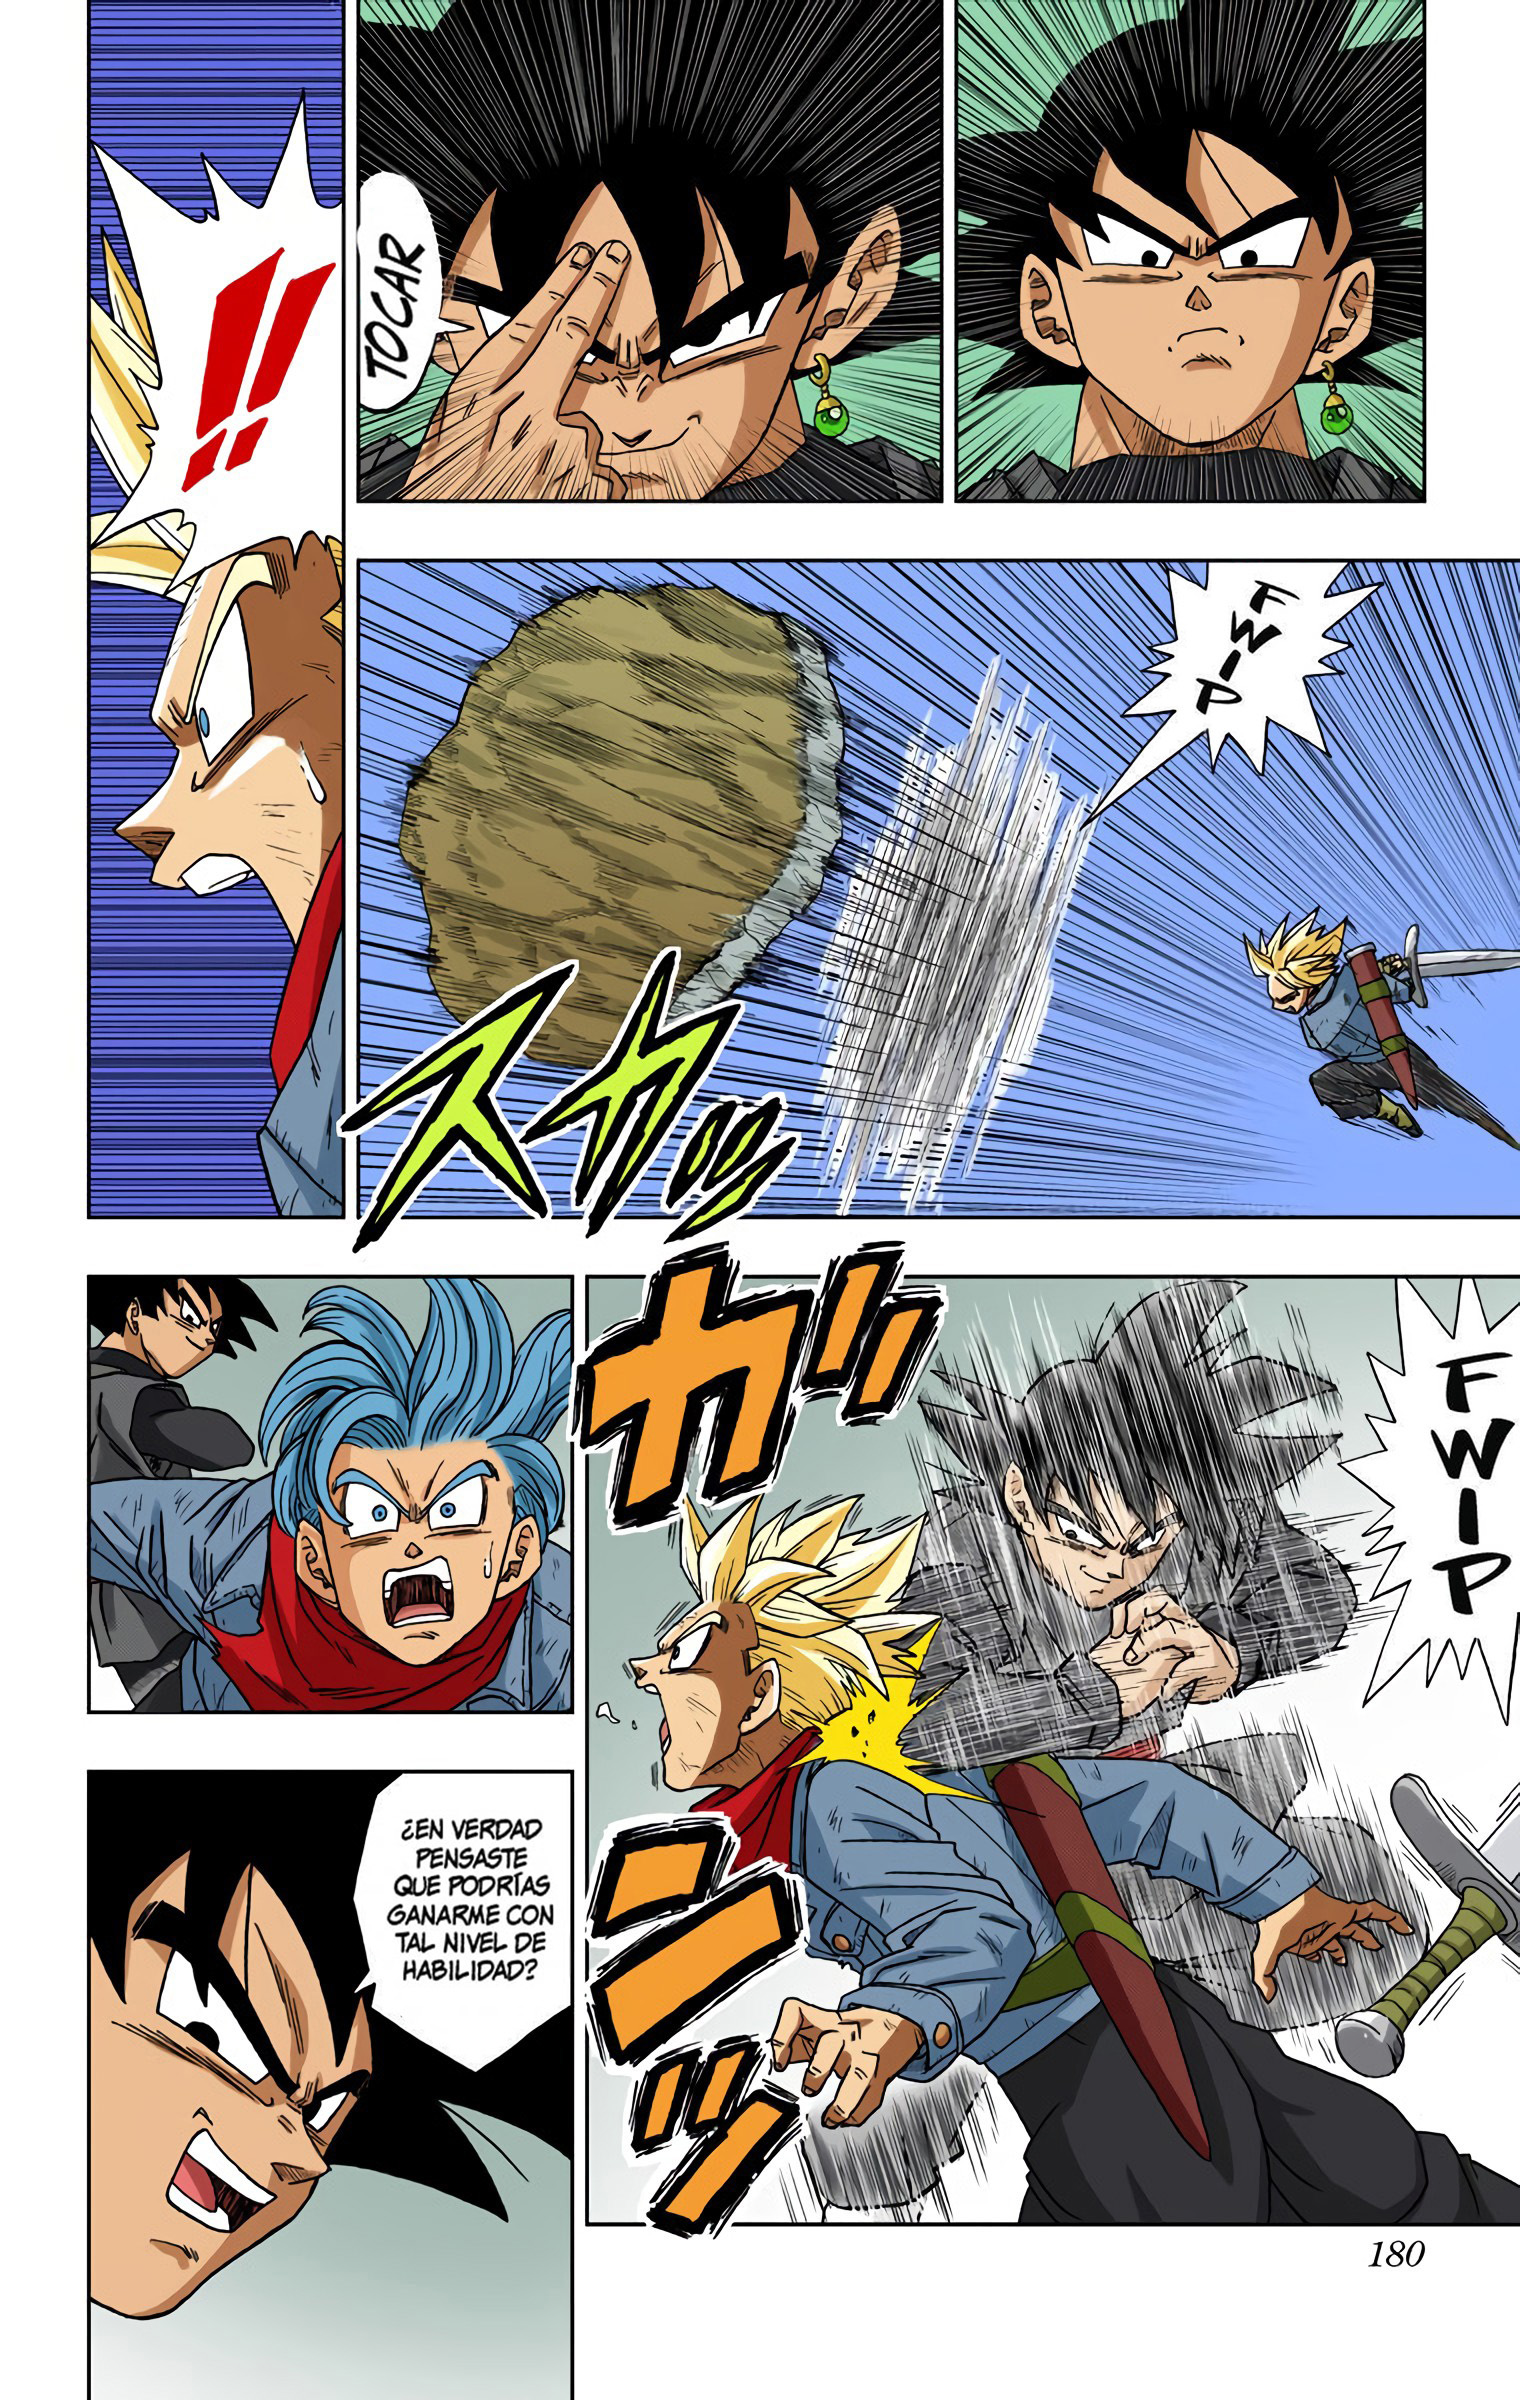 TOCAR
!!
FWIP
スカッ
FWIP
ガンッ
¿EN VERDAD
PENSASTE
QUE PODRÍAS
GANARME CON
TAL NIVEL DE
HABILIDAD?
180